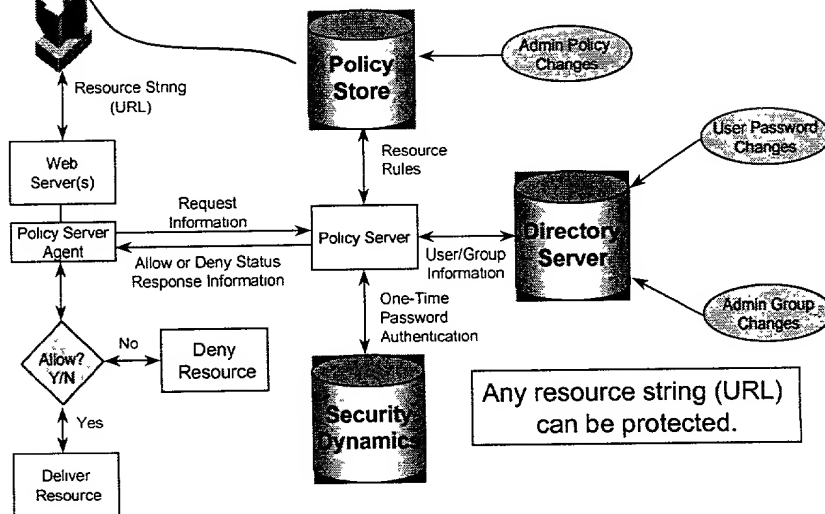 Policy
Store
Admin Policy
Changes
Resource String
(URL)
User Password
Changes
Web
Server(s)
Resource
Rules
Request
Information
Policy Server
Agent
Policy Server
Directory
Server
Allow or Deny Status
Response Information
User/Group
Information
One-Time
Password
Authentication
Admin Group
Changes
Allow?
Y/N
No
Deny
Resource
Security
Dynamics
Any resource string (URL)
can be protected.
Yes
Deliver
Resource